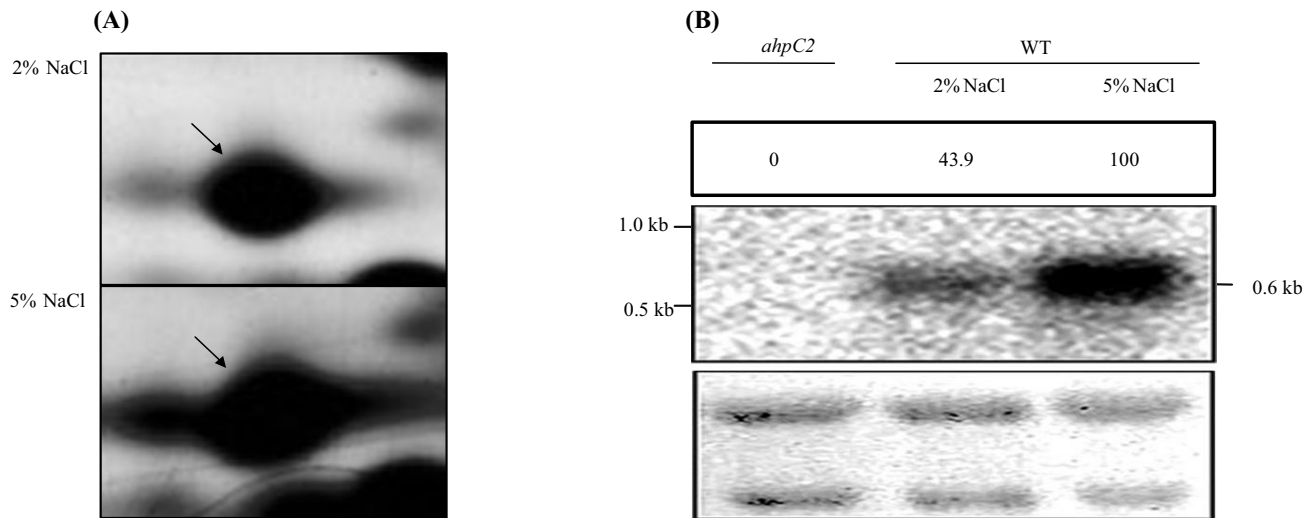 (A)
2% NaCl
5% NaCl
(B)
ahpC2 WT
2% NaCl 5% NaCl
0 43.9 100
1.0 kb
0.6 kb
0.5 kb